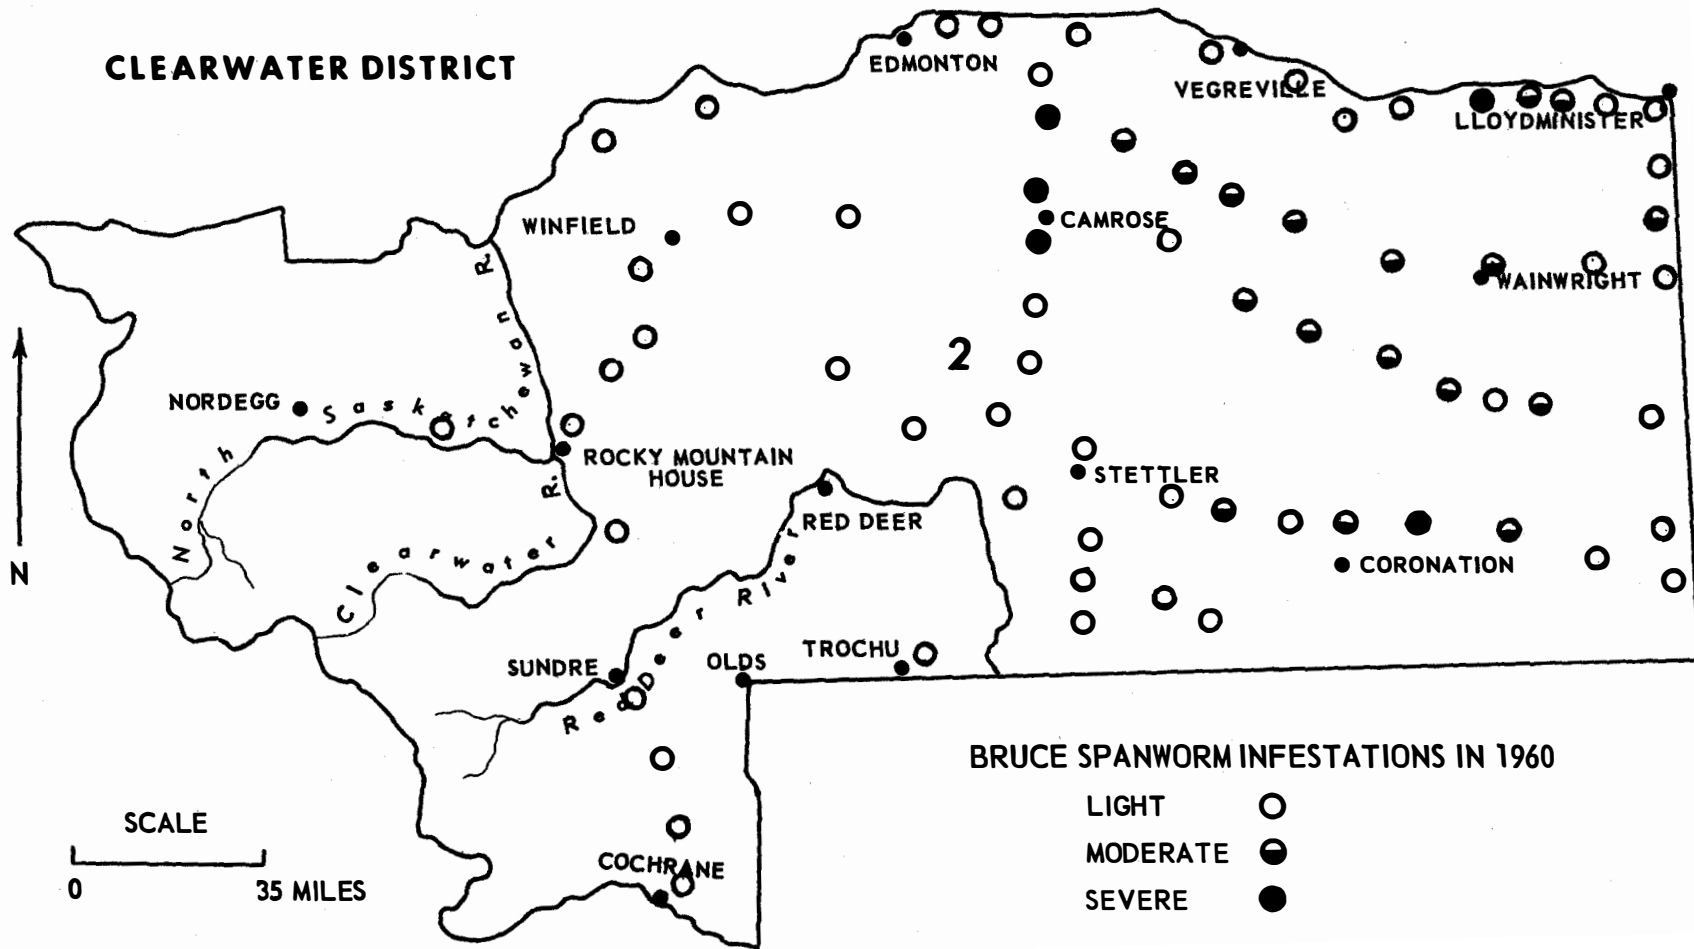 CLEARWATER DISTRICT
EDMONTON
VEGREVILLE
LLOYDMINISTER
WINFIELD
CAMROSE
WAINWRIGHT
2
NORDEGG
North Saskatchewan R.
ROCKY MOUNTAIN
HOUSE
STETTLER
RED DEER
CORONATION
Clearwater R.
N
SUNDRE
OLDS
TROCHU
Red Deer River
BRUCE SPANWORM INFESTATIONS IN 1960
LIGHT
MODERATE
SEVERE
SCALE
0 35 MILES
COCHRANE